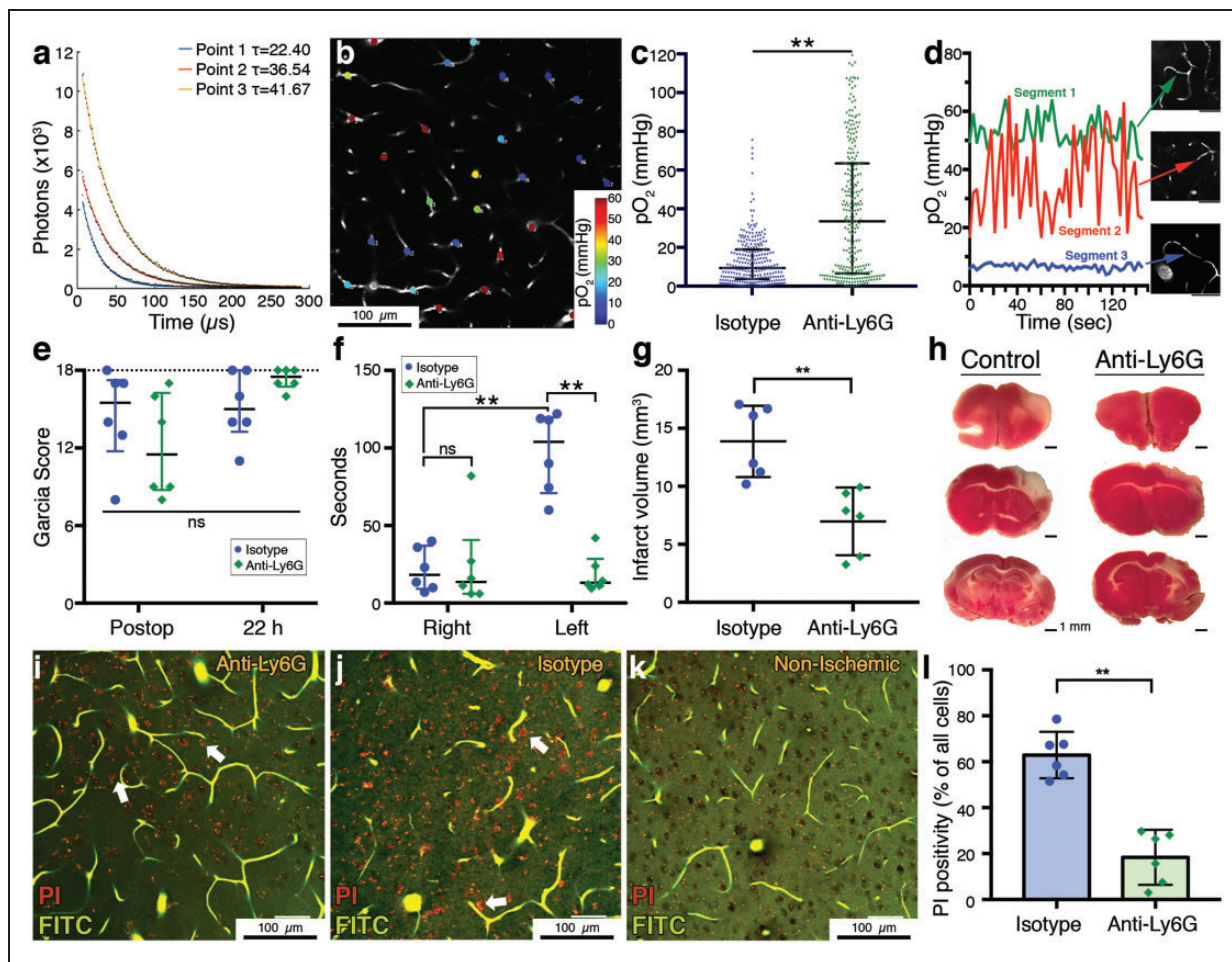 a
Point 1 τ=22.40
Point 2 τ=36.54
Point 3 τ=41.67
Photons (x10³)
12
10
8
6
4
2
0
0
50
100
150
200
250
300
Time (µs)
b
100 µm
pO₂ (mmHg)
60
50
40
30
20
10
0
c
**
pO₂ (mmHg)
120
100
80
60
40
20
0
Isotype
Anti-Ly6G
d
pO₂ (mmHg)
80
60
40
20
0
Segment 1
Segment 2
Segment 3
0
40
80
120
Time (sec)
e
Garcia Score
18
12
6
0
ns
Isotype
Anti-Ly6G
Postop
22 h
f
Seconds
150
100
50
0
Isotype
Anti-Ly6G
**
**
ns
Right
Left
g
Infarct volume (mm³)
20
15
10
5
0
**
Isotype
Anti-Ly6G
h
Control
Anti-Ly6G
1 mm
i
Anti-Ly6G
PI
FITC
100 µm
j
Isotype
PI
FITC
100 µm
k
Non-Ischemic
PI
FITC
100 µm
l
PI positivity (% of all cells)
100
80
60
40
20
0
**
Isotype
Anti-Ly6G